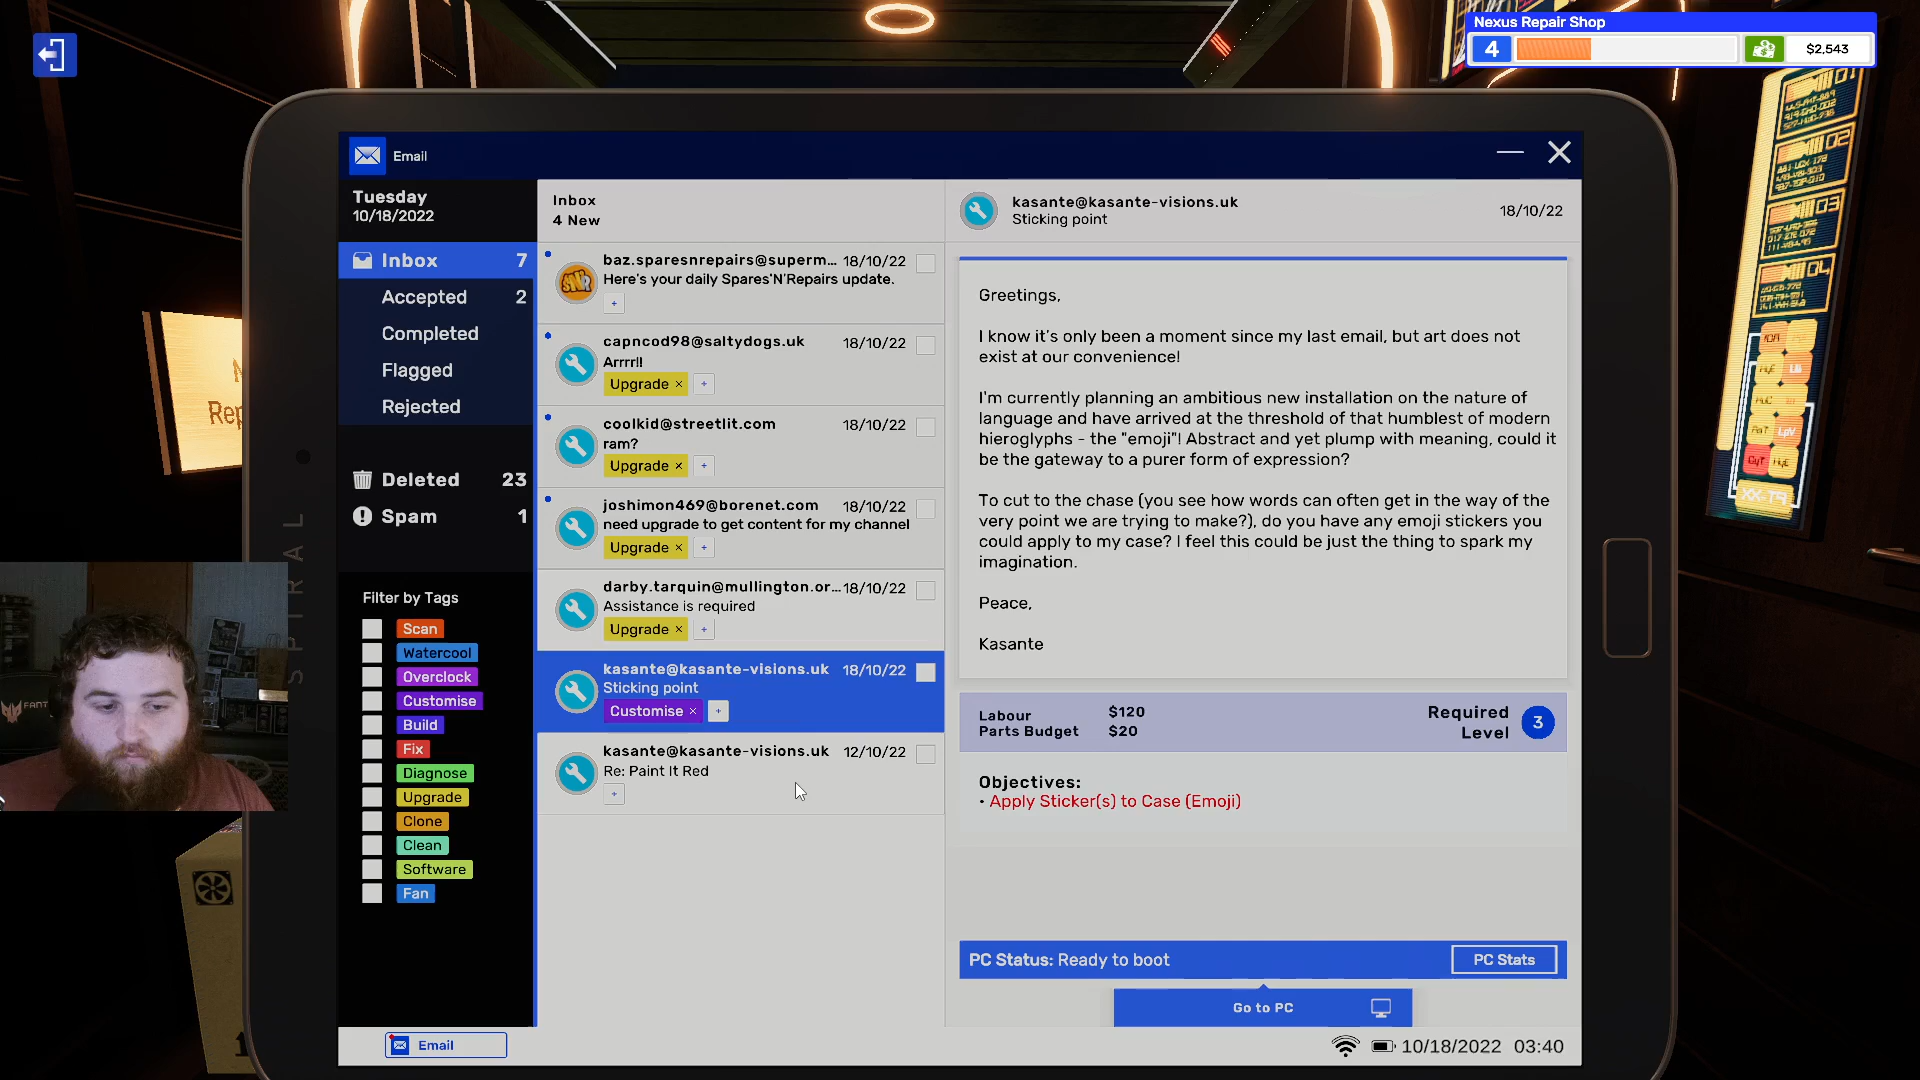 Nexus Repair Shop
4
$2,543
Email
Tuesday
10/18/2022
Inbox 7
Accepted 2
Completed
Flagged
Rejected
Deleted 23
Spam 1
Filter by Tags
Scan
Watercool
Overclock
Customise
Build
Fix
Diagnose
Upgrade
Clone
Clean
Software
Fan
Inbox
4 New
baz.sparesnrepairs@superm... 18/10/22
Here's your daily Spares'N'Repairs update.
+
capncod98@saltydogs.uk 18/10/22
Arrrr!!
Upgrade × +
coolkid@streetlit.com 18/10/22
ram?
Upgrade × +
joshimon469@borenet.com 18/10/22
need upgrade to get content for my channel
Upgrade × +
darby.tarquin@mullington.or... 18/10/22
Assistance is required
Upgrade × +
kasante@kasante-visions.uk 18/10/22
Sticking point
Customise × +
kasante@kasante-visions.uk 12/10/22
Re: Paint It Red
+
kasante@kasante-visions.uk
Sticking point
18/10/22
Greetings,
I know it's only been a moment since my last email, but art does not
exist at our convenience!
I'm currently planning an ambitious new installation on the nature of
language and have arrived at the threshold of that humblest of modern
hieroglyphs - the "emoji"! Abstract and yet plump with meaning, could it
be the gateway to a purer form of expression?
To cut to the chase (you see how words can often get in the way of the
very point we are trying to make?), do you have any emoji stickers you
could apply to my case? I feel this could be just the thing to spark my
imagination.
Peace,
Kasante
Labour $120
Parts Budget $20
Required
Level 3
Objectives:
• Apply Sticker(s) to Case (Emoji)
PC Status: Ready to boot
PC Stats
Go to PC
Email
10/18/2022 03:40
SPIRAL
SNR
01
02
03
04
XX-T9